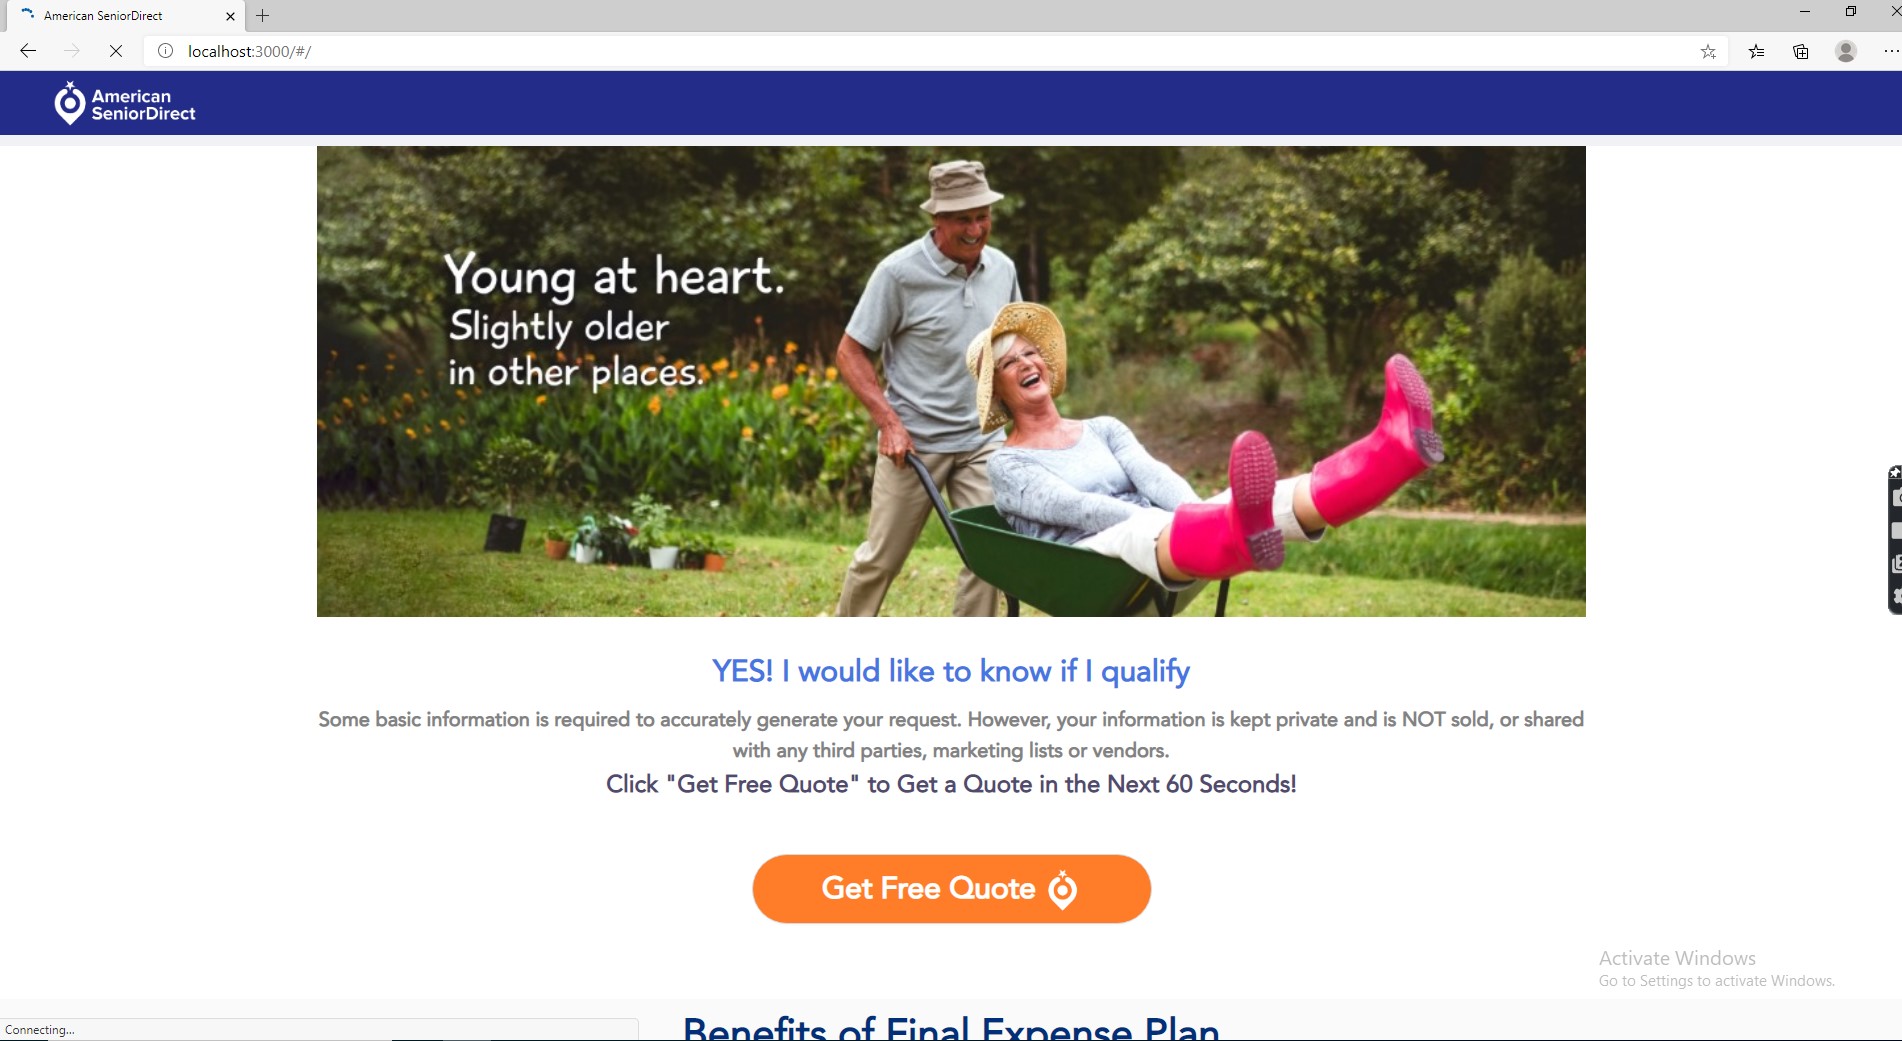 American SeniorDirect
localhost:3000/#/
American
SeniorDirect
Young at heart.
Slightly older
in other places.
YES! I would like to know if I qualify
Some basic information is required to accurately generate your request. However, your information is kept private and is NOT sold, or shared
with any third parties, marketing lists or vendors.
Click "Get Free Quote" to Get a Quote in the Next 60 Seconds!
Get Free Quote
Activate Windows
Go to Settings to activate Windows.
Benefits of Final Expense Plan
Connecting...